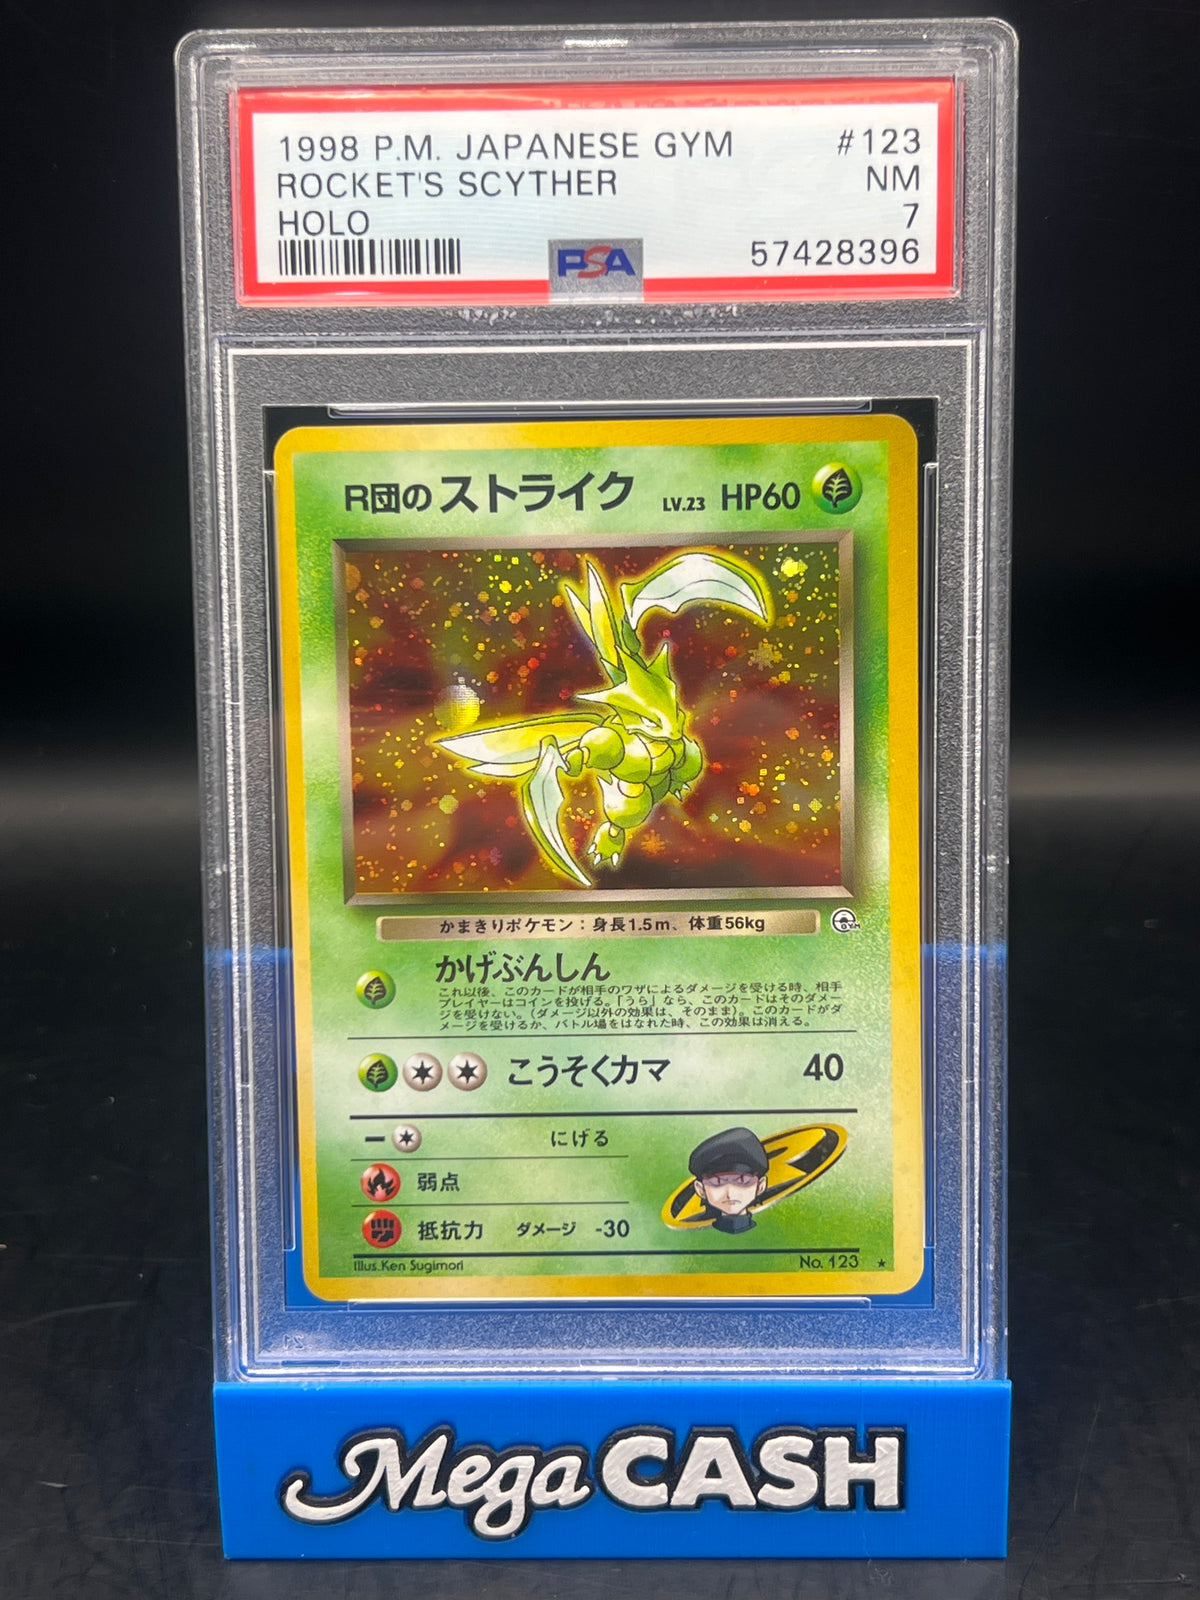 1998 P.M. JAPANESE GYM #123
ROCKET'S SCYTHER NM
HOLO 7
PSA 57428396
R団のストライク LV.23 HP60
かまきりポケモン：身長1.5m、体重56kg
GYM
かげぶんしん
これ以後、このカードが相手のワザによるダメージを受ける時、相手
プレイヤーはコインを投げる。「うら」なら、このカードはそのダメー
ジを受けない。（ダメージ以外の効果は、そのまま）。このカードがダ
メージを受けるか、バトル場をはなれた時、この効果は消える。
こうそくカマ 40
ー にげる
弱点
抵抗力 ダメージ -30
Illus.Ken Sugimori No. 123 ★
Mega CASH